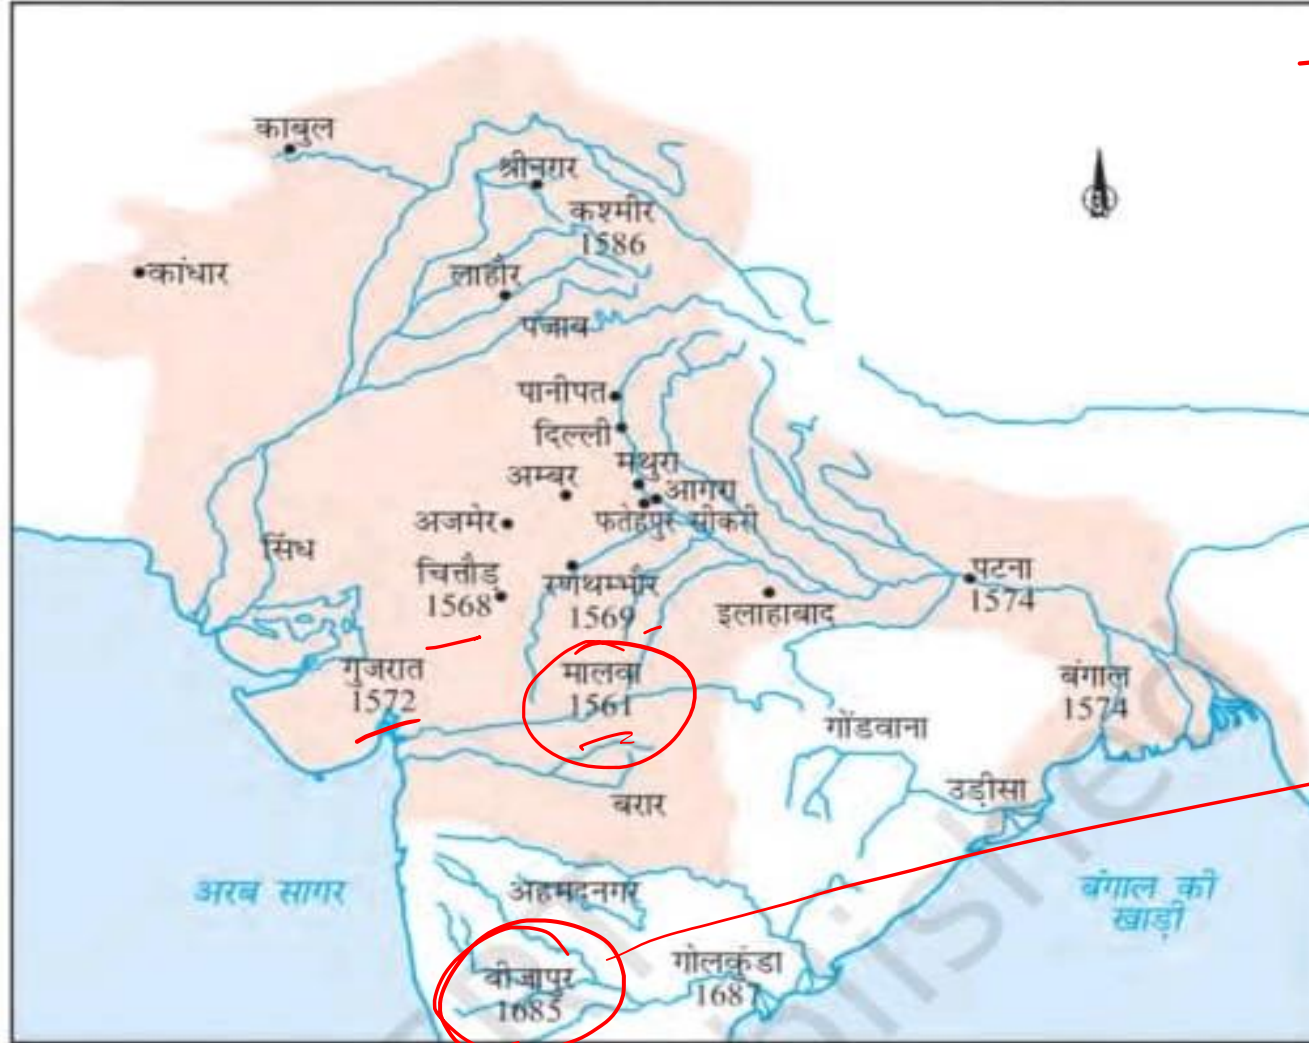 काबुल
श्रीनगर
कश्मीर
1586
कांधार
लाहौर
पंजाब
पानीपत
दिल्ली
मथुरा
अम्बर
आगरा
अजमेर
फतेहपुर सीकरी
सिंध
चित्तौड़
1568
रणथम्भौर
1569
इलाहाबाद
पटना
1574
गुजरात
1572
मालवा
1561
बंगाल
1574
गोंडवाना
उड़ीसा
बरार
अरब सागर
अहमदनगर
बंगाल की
खाड़ी
बीजापुर
1685
गोलकुंडा
1687